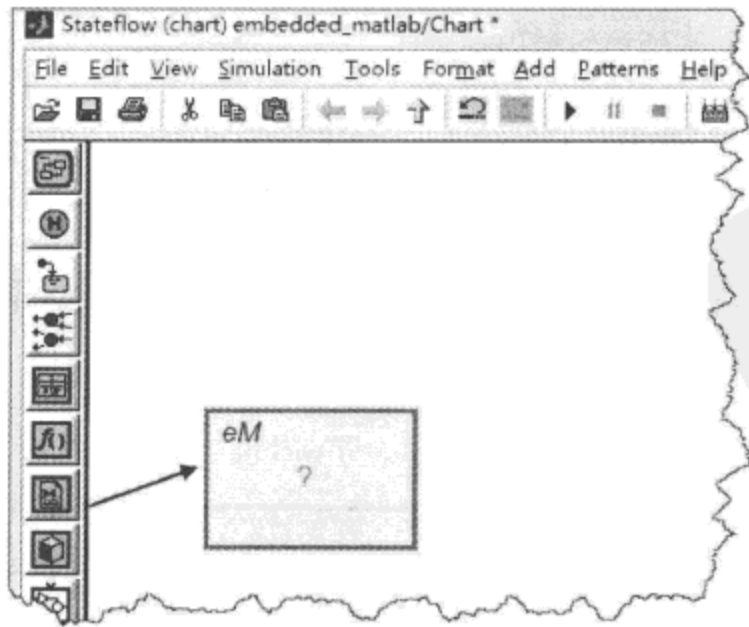 Stateflow (chart) embedded_matlab/Chart *
File Edit View Simulation Tools Format Add Patterns Help
H
f()
eM
?